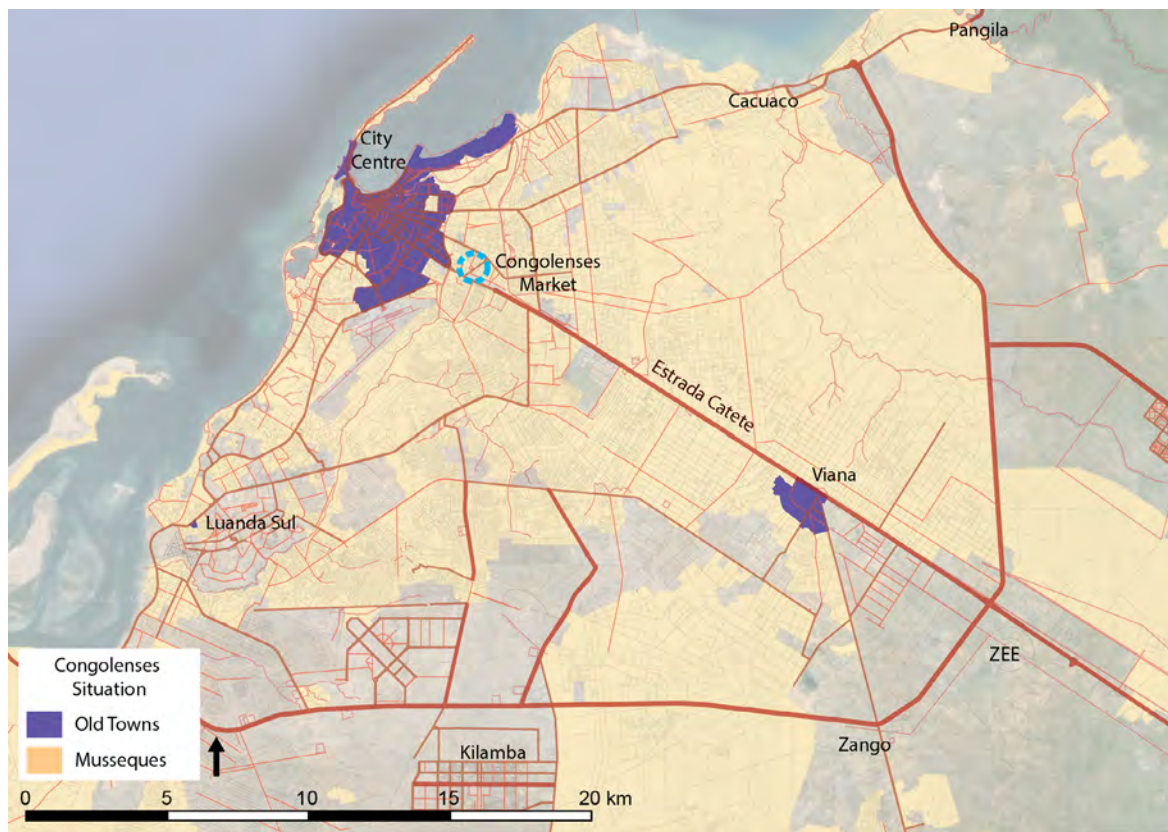 Pangila
Cacuaco
City
Centre
Congolenses
Market
Estrada Catete
Viana
Luanda Sul
ZEE
Zango
Kilamba
Congolenses
Situation
Old Towns
Musseques
0 5 10 15 20 km